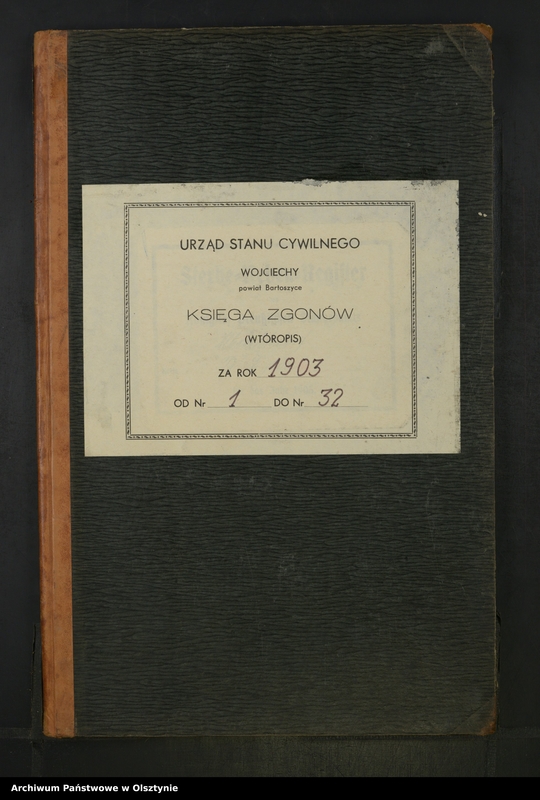 URZĄD STANU CYWILNEGO
WOJCIECHY
powiat Bartoszyce
KSIĘGA ZGONÓW
(WTÓROPIS)
ZA ROK 1903
OD Nr 1 DO Nr 32
Archiwum Państwowe w Olsztynie